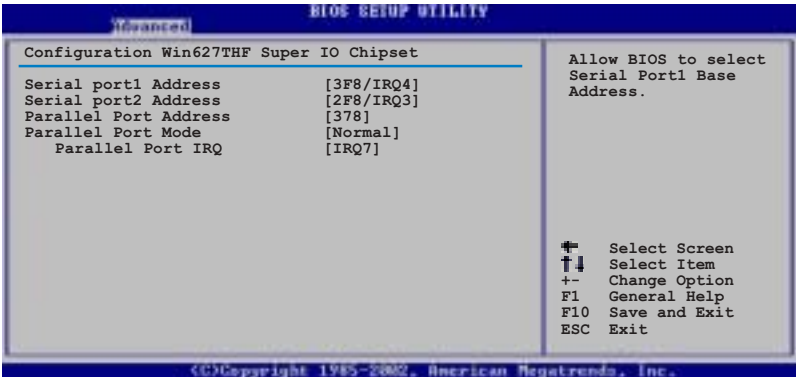 BIOS SETUP UTILITY
Advanced
Configuration Win627THF Super IO Chipset
Serial port1 Address [3F8/IRQ4]
Serial port2 Address [2F8/IRQ3]
Parallel Port Address [378]
Parallel Port Mode [Normal]
Parallel Port IRQ [IRQ7]
Allow BIOS to select
Serial Port1 Base
Address.
Select Screen
↑↓ Select Item
+- Change Option
F1 General Help
F10 Save and Exit
ESC Exit
(C)Copyright 1985-2002, American Megatrends, Inc.